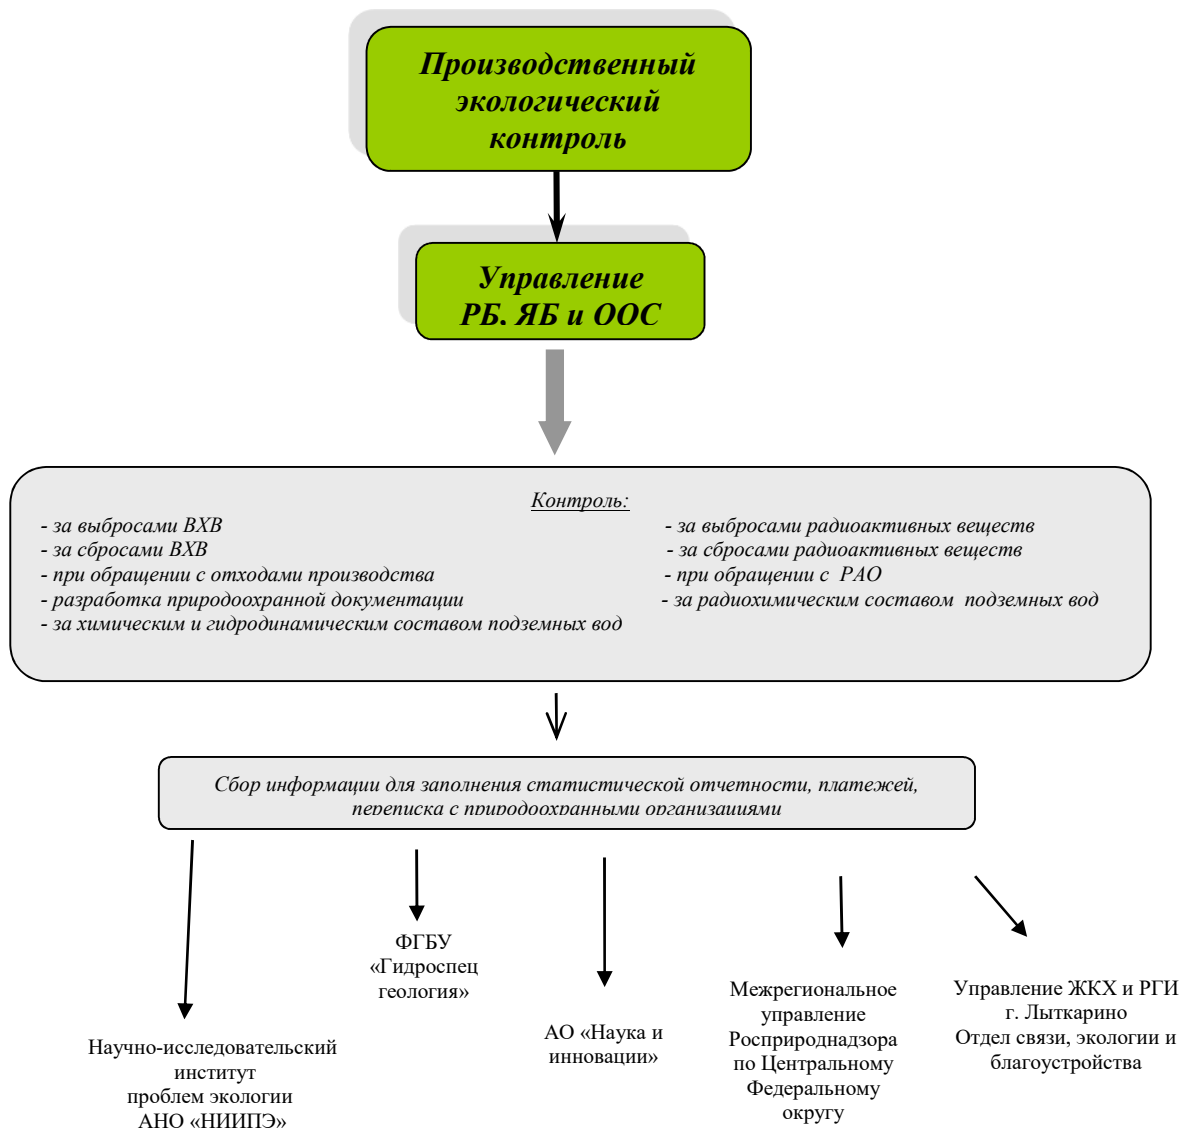 Производственный
экологический
контроль
Управление
РБ. ЯБ и ООС
Контроль:
- за выбросами ВХВ
- за сбросами ВХВ
- при обращении с отходами производства
- разработка природоохранной документации
- за химическим и гидродинамическим составом подземных вод
- за выбросами радиоактивных веществ
- за сбросами радиоактивных веществ
- при обращении с РАО
- за радиохимическим составом подземных вод
Сбор информации для заполнения статистической отчетности, платежей,
переписка с природоохранными организациями
Научно-исследовательский
институт
проблем экологии
АНО «НИИПЭ»
ФГБУ
«Гидроспец
геология»
АО «Наука и
инновации»
Межрегиональное
управление
Росприроднадзора
по Центральному
Федеральному
округу
Управление ЖКХ и РГИ
г. Лыткарино
Отдел связи, экологии и
благоустройства